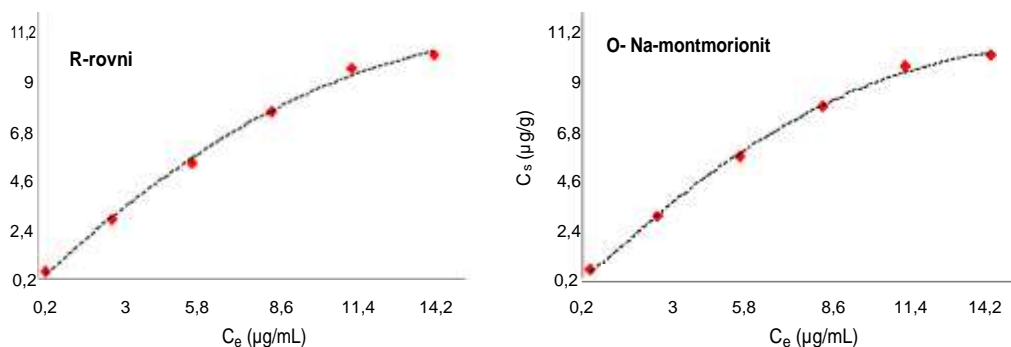 11,2
R-rovni
9
6,8
4,6
2,4
0,2
0,2 3 5,8 8,6 11,4 14,2
Ce (µg/mL)
11,2
O- Na-montmorionit
9
Cs (µg/g)
6,8
4,6
2,4
0,2
0,2 3 5,8 8,6 11,4 14,2
Ce (µg/mL)